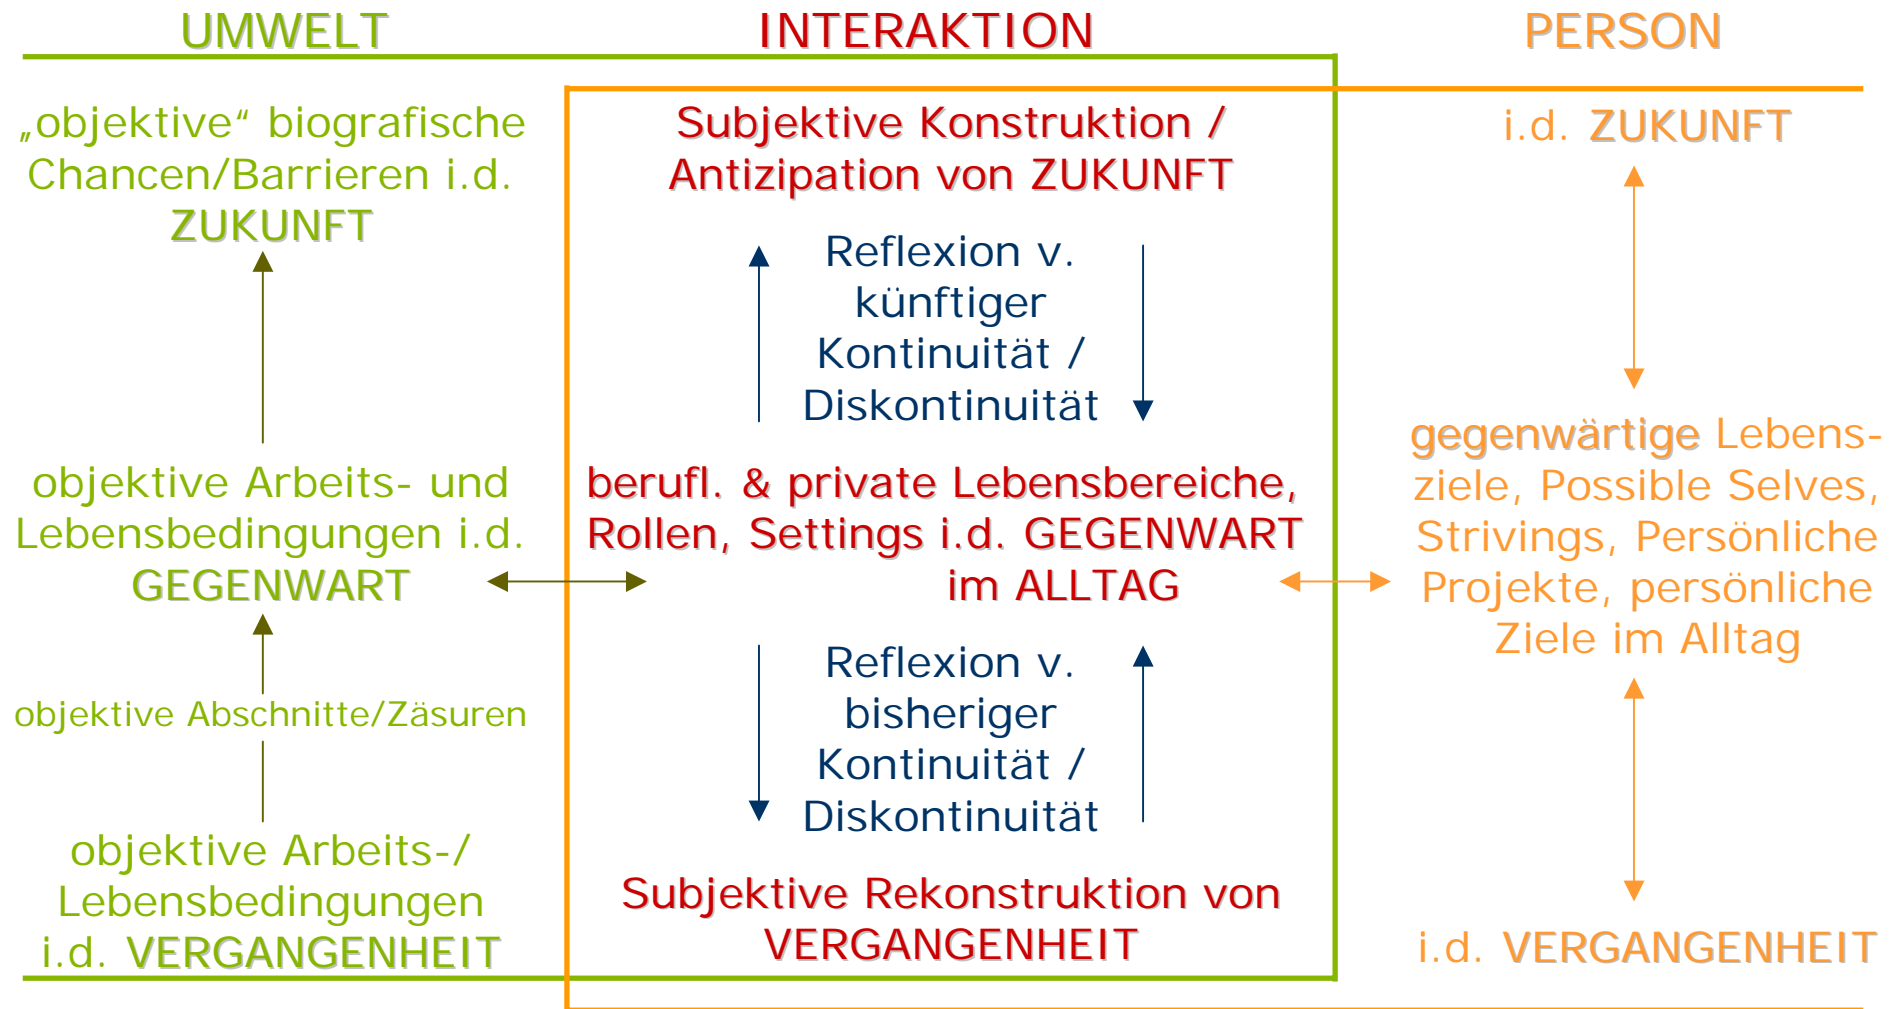 UMWELT
INTERAKTION
PERSON
„objektive“ biografische
Chancen/Barrieren i.d.
ZUKUNFT
objektive Arbeits- und
Lebensbedingungen i.d.
GEGENWART
objektive Abschnitte/Zäsuren
objektive Arbeits-/
Lebensbedingungen
i.d. VERGANGENHEIT
Subjektive Konstruktion /
Antizipation von ZUKUNFT
Reflexion v.
künftiger
Kontinuität /
Diskontinuität
berufl. & private Lebensbereiche,
Rollen, Settings i.d. GEGENWART
im ALLTAG
Reflexion v.
bisheriger
Kontinuität /
Diskontinuität
Subjektive Rekonstruktion von
VERGANGENHEIT
i.d. ZUKUNFT
gegenwärtige Lebens-
ziele, Possible Selves,
Strivings, Persönliche
Projekte, persönliche
Ziele im Alltag
i.d. VERGANGENHEIT